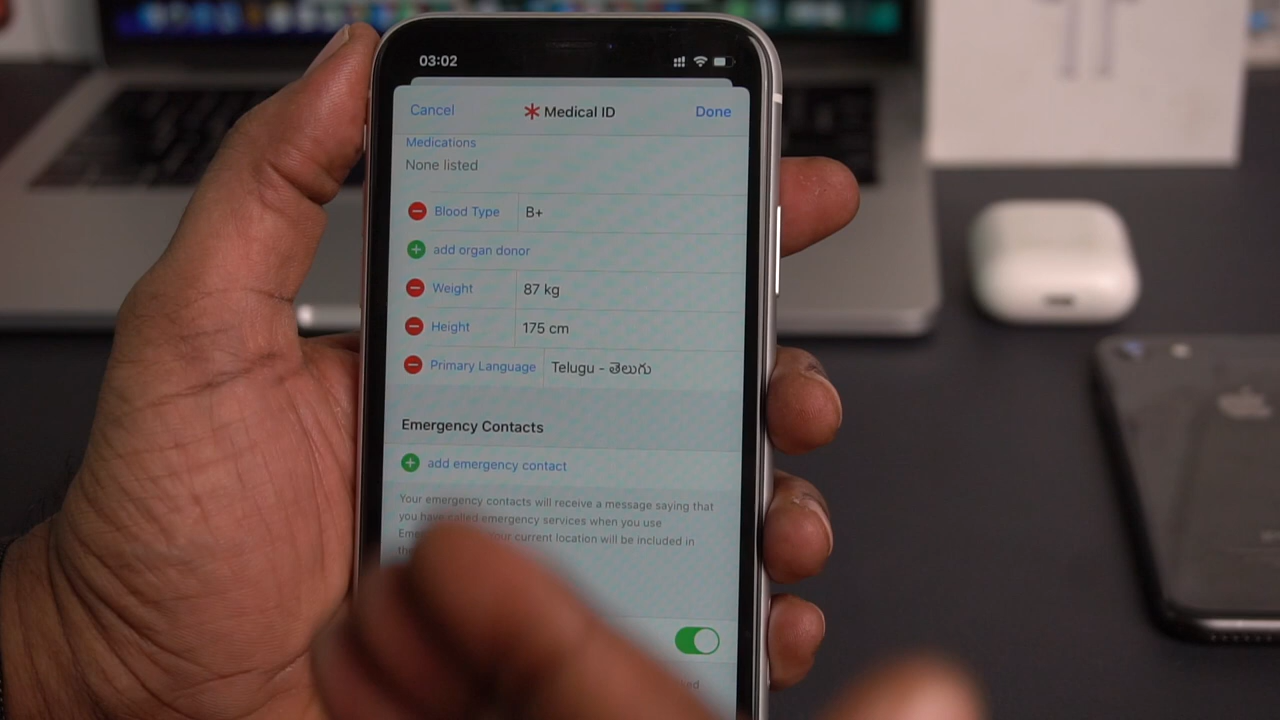 03:02
Cancel Medical ID Done
Medications
None listed
Blood Type B+
add organ donor
Weight 87 kg
Height 175 cm
Primary Language Telugu - తెలుగు
Emergency Contacts
add emergency contact
Your emergency contacts will receive a message saying that
you have called emergency services when you use
your current location will be included in